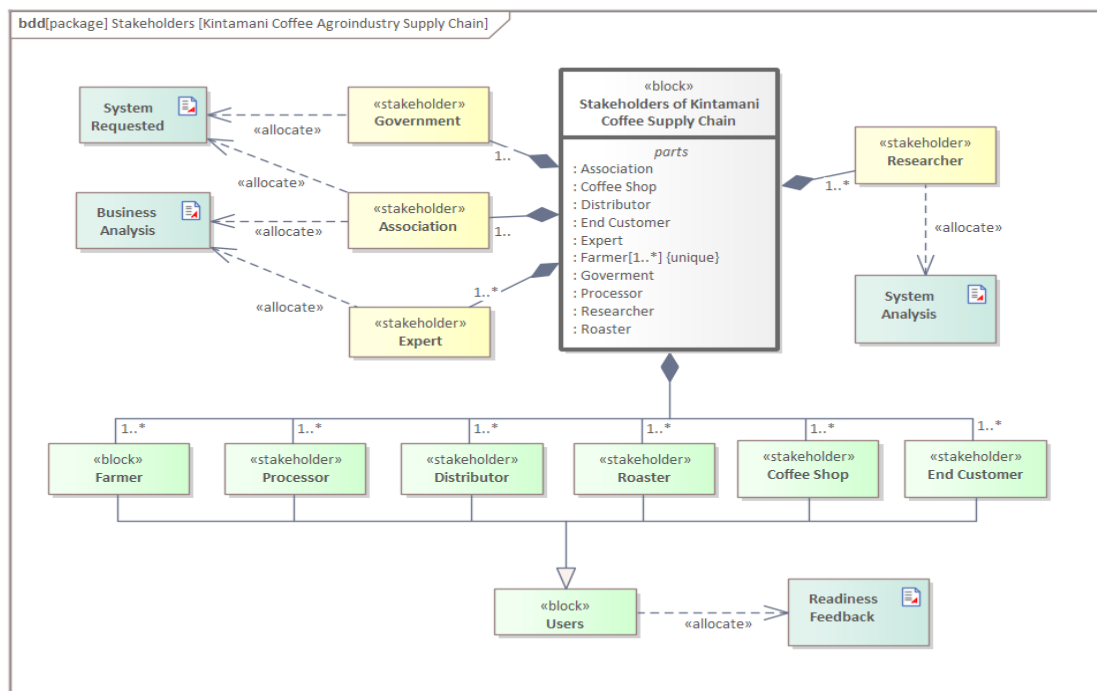 bdd[package] Stakeholders [Kintamani Coffee Agroindustry Supply Chain]
System
Requested
«allocate»
«stakeholder»
Government
1..
«allocate»
Business
Analysis
«allocate»
«stakeholder»
Association
1..
«allocate»
«stakeholder»
Expert
1..*
«block»
Stakeholders of Kintamani
Coffee Supply Chain
parts
: Association
: Coffee Shop
: Distributor
: End Customer
: Expert
: Farmer[1..*] {unique}
: Goverment
: Processor
: Researcher
: Roaster
«stakeholder»
Researcher
1..*
«allocate»
System
Analysis
1..*
1..*
1..*
1..*
1..*
1..*
«block»
Farmer
«stakeholder»
Processor
«stakeholder»
Distributor
«stakeholder»
Roaster
«stakeholder»
Coffee Shop
«stakeholder»
End Customer
«block»
Users
«allocate»
Readiness
Feedback